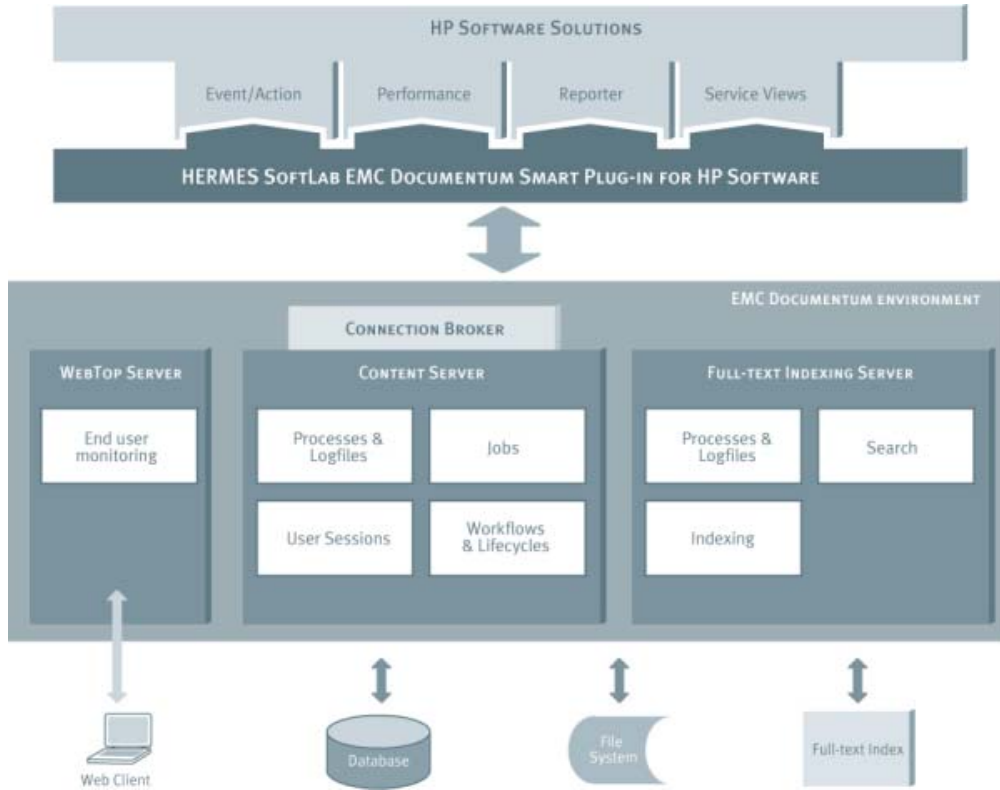 HP SOFTWARE SOLUTIONS
Event/Action
Performance
Reporter
Service Views
HERMES SOFTLAB EMC DOCUMENTUM SMART PLUG-IN FOR HP SOFTWARE
EMC DOCUMENTUM ENVIRONMENT
CONNECTION BROKER
WEBTOP SERVER
End user
monitoring
CONTENT SERVER
Processes &
Logfiles
Jobs
User Sessions
Workflows
& Lifecycles
FULL-TEXT INDEXING SERVER
Processes &
Logfiles
Search
Indexing
Web Client
Database
File
System
Full-text Index